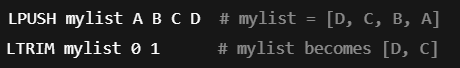 LPUSH mylist A B C D  # mylist = [D, C, B, A]
LTRIM mylist 0 1      # mylist becomes [D, C]